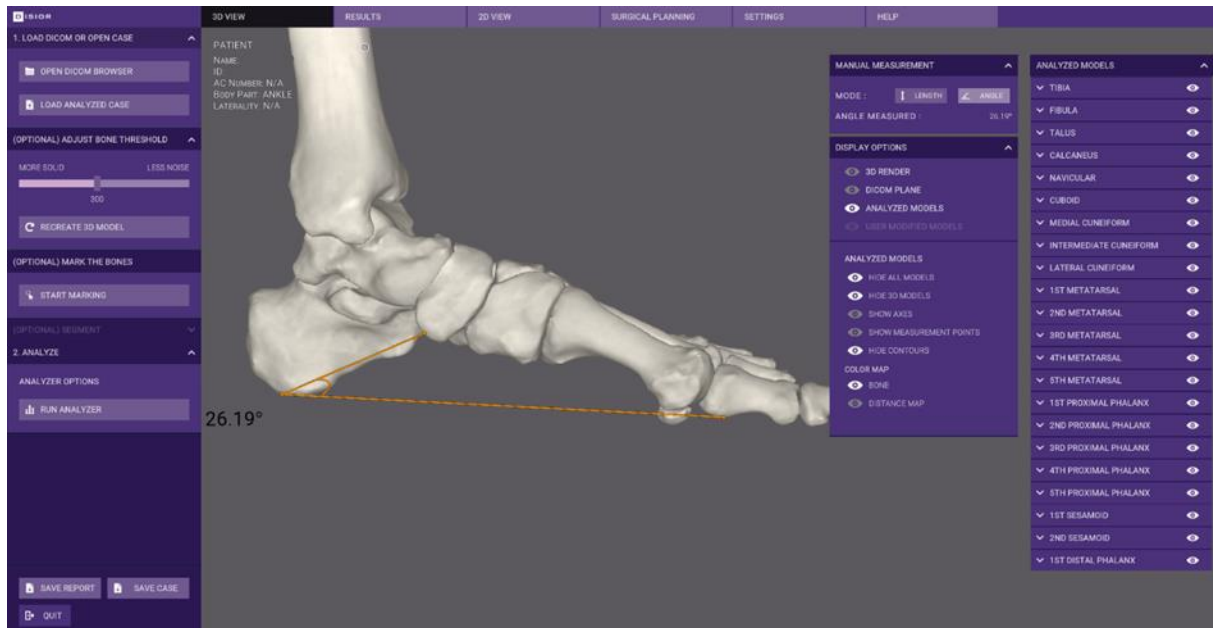 DISIOR
3D VIEW
RESULTS
2D VIEW
SURGICAL PLANNING
SETTINGS
HELP
1. LOAD DICOM OR OPEN CASE
OPEN DICOM BROWSER
LOAD ANALYZED CASE
(OPTIONAL) ADJUST BONE THRESHOLD
MORE SOLID
LESS NOISE
300
RECREATE 3D MODEL
(OPTIONAL) MARK THE BONES
START MARKING
(OPTIONAL) SEGMENT
2. ANALYZE
ANALYZER OPTIONS
RUN ANALYZER
SAVE REPORT
SAVE CASE
QUIT
PATIENT
NAME:
ID:
AC NUMBER: N/A
BODY PART: ANKLE
LATERALITY: N/A
26.19°
MANUAL MEASUREMENT
MODE :
LENGTH
ANGLE
ANGLE MEASURED :
26.19°
DISPLAY OPTIONS
3D RENDER
DICOM PLANE
ANALYZED MODELS
USER MODIFIED MODELS
ANALYZED MODELS
HIDE ALL MODELS
HIDE 3D MODELS
SHOW AXES
SHOW MEASUREMENT POINTS
HIDE CONTOURS
COLOR MAP
BONE
DISTANCE MAP
ANALYZED MODELS
TIBIA
FIBULA
TALUS
CALCANEUS
NAVICULAR
CUBOID
MEDIAL CUNEIFORM
INTERMEDIATE CUNEIFORM
LATERAL CUNEIFORM
1ST METATARSAL
2ND METATARSAL
3RD METATARSAL
4TH METATARSAL
5TH METATARSAL
1ST PROXIMAL PHALANX
2ND PROXIMAL PHALANX
3RD PROXIMAL PHALANX
4TH PROXIMAL PHALANX
5TH PROXIMAL PHALANX
1ST SESAMOID
2ND SESAMOID
1ST DISTAL PHALANX